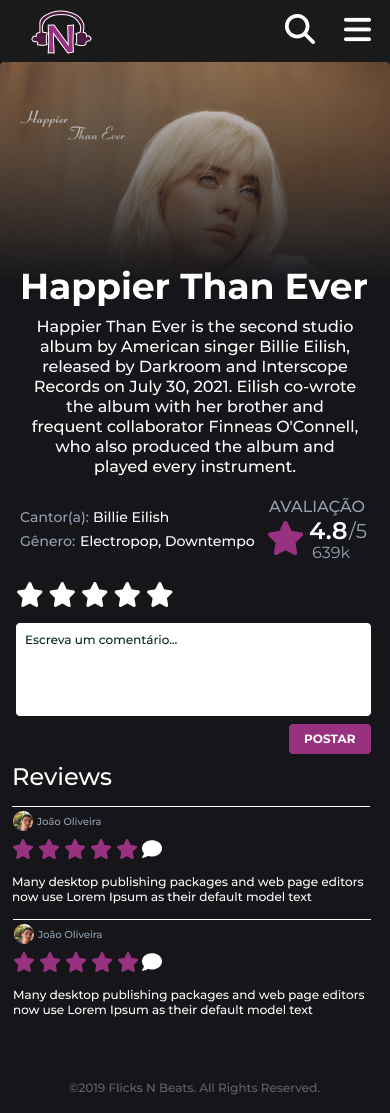 N
Happier
Than Ever
Happier Than Ever
Happier Than Ever is the second studio
album by American singer Billie Eilish,
released by Darkroom and Interscope
Records on July 30, 2021. Eilish co-wrote
the album with her brother and
frequent collaborator Finneas O'Connell,
who also produced the album and
played every instrument.
Cantor(a): Billie Eilish
Gênero: Electropop, Downtempo
AVALIAÇÃO
4.8/5
639k
Escreva um comentário...
POSTAR
Reviews
João Oliveira
Many desktop publishing packages and web page editors
now use Lorem Ipsum as their default model text
João Oliveira
Many desktop publishing packages and web page editors
now use Lorem Ipsum as their default model text
©2019 Flicks N Beats. All Rights Reserved.